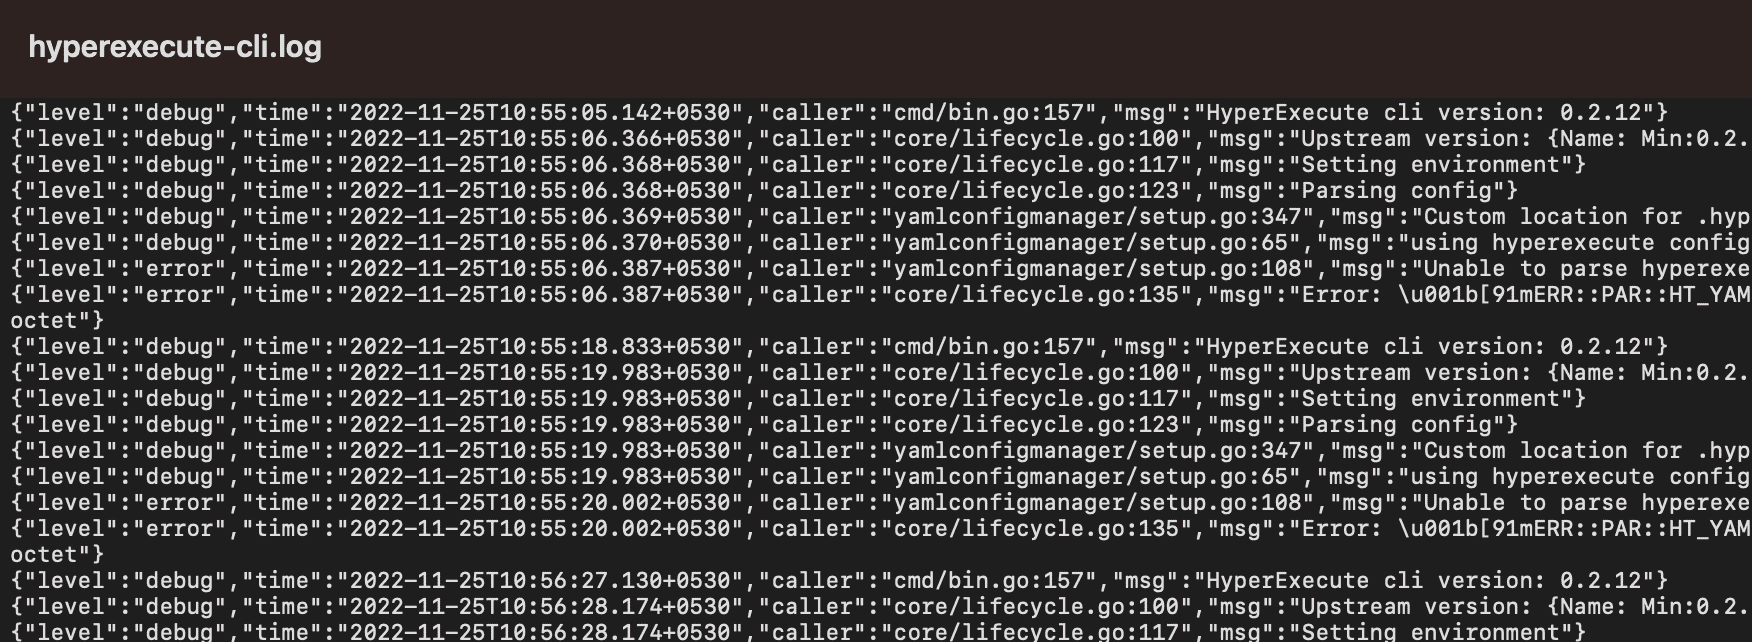 hyperexecute-cli.log
{"level":"debug","time":"2022-11-25T10:55:05.142+0530","caller":"cmd/bin.go:157","msg":"HyperExecute cli version: 0.2.12"}
{"level":"debug","time":"2022-11-25T10:55:06.366+0530","caller":"core/lifecycle.go:100","msg":"Upstream version: {Name: Min:0.2.
{"level":"debug","time":"2022-11-25T10:55:06.368+0530","caller":"core/lifecycle.go:117","msg":"Setting environment"}
{"level":"debug","time":"2022-11-25T10:55:06.368+0530","caller":"core/lifecycle.go:123","msg":"Parsing config"}
{"level":"debug","time":"2022-11-25T10:55:06.369+0530","caller":"yamlconfigmanager/setup.go:347","msg":"Custom location for .hyp
{"level":"debug","time":"2022-11-25T10:55:06.370+0530","caller":"yamlconfigmanager/setup.go:65","msg":"using hyperexecute config
{"level":"error","time":"2022-11-25T10:55:06.387+0530","caller":"yamlconfigmanager/setup.go:108","msg":"Unable to parse hyperexe
{"level":"error","time":"2022-11-25T10:55:06.387+0530","caller":"core/lifecycle.go:135","msg":"Error: \u001b[91mERR::PAR::HT_YAM
octet"}
{"level":"debug","time":"2022-11-25T10:55:18.833+0530","caller":"cmd/bin.go:157","msg":"HyperExecute cli version: 0.2.12"}
{"level":"debug","time":"2022-11-25T10:55:19.983+0530","caller":"core/lifecycle.go:100","msg":"Upstream version: {Name: Min:0.2.
{"level":"debug","time":"2022-11-25T10:55:19.983+0530","caller":"core/lifecycle.go:117","msg":"Setting environment"}
{"level":"debug","time":"2022-11-25T10:55:19.983+0530","caller":"core/lifecycle.go:123","msg":"Parsing config"}
{"level":"debug","time":"2022-11-25T10:55:19.983+0530","caller":"yamlconfigmanager/setup.go:347","msg":"Custom location for .hyp
{"level":"debug","time":"2022-11-25T10:55:19.983+0530","caller":"yamlconfigmanager/setup.go:65","msg":"using hyperexecute config
{"level":"error","time":"2022-11-25T10:55:20.002+0530","caller":"yamlconfigmanager/setup.go:108","msg":"Unable to parse hyperexe
{"level":"error","time":"2022-11-25T10:55:20.002+0530","caller":"core/lifecycle.go:135","msg":"Error: \u001b[91mERR::PAR::HT_YAM
octet"}
{"level":"debug","time":"2022-11-25T10:56:27.130+0530","caller":"cmd/bin.go:157","msg":"HyperExecute cli version: 0.2.12"}
{"level":"debug","time":"2022-11-25T10:56:28.174+0530","caller":"core/lifecycle.go:100","msg":"Upstream version: {Name: Min:0.2.
{"level":"debug","time":"2022-11-25T10:56:28.174+0530","caller":"core/lifecycle.go:117","msg":"Setting environment"}